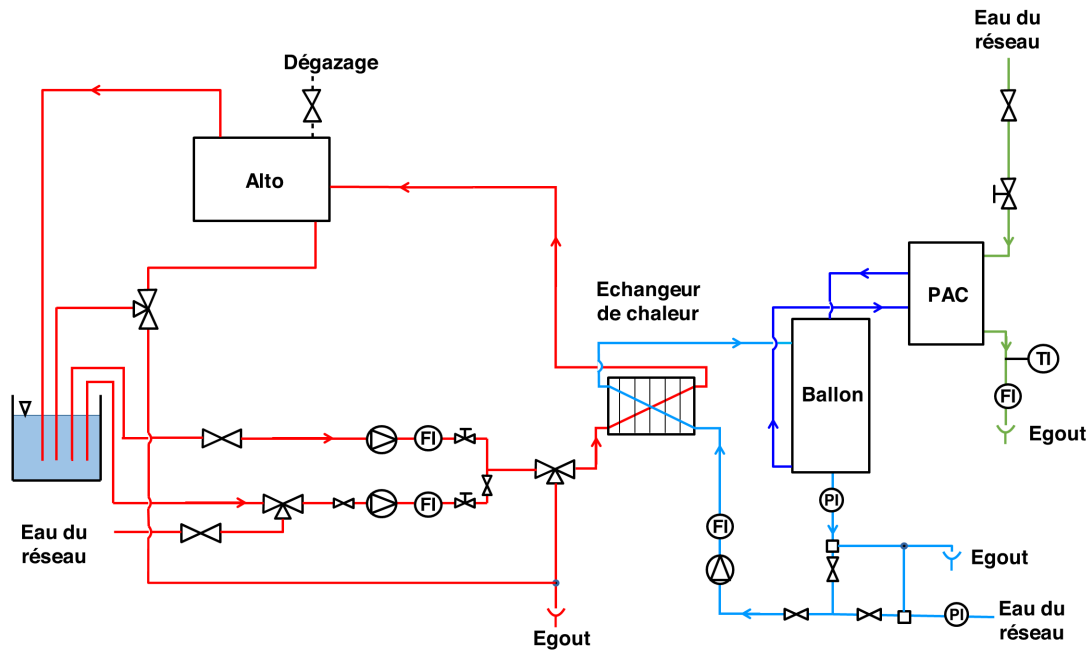 Eau du
réseau
Dégazage
Alto
PAC
Echangeur
de chaleur
TI
Ballon
FI
Egout
FI
PI
FI
FI
Eau du
réseau
Egout
PI
Eau du
réseau
Egout